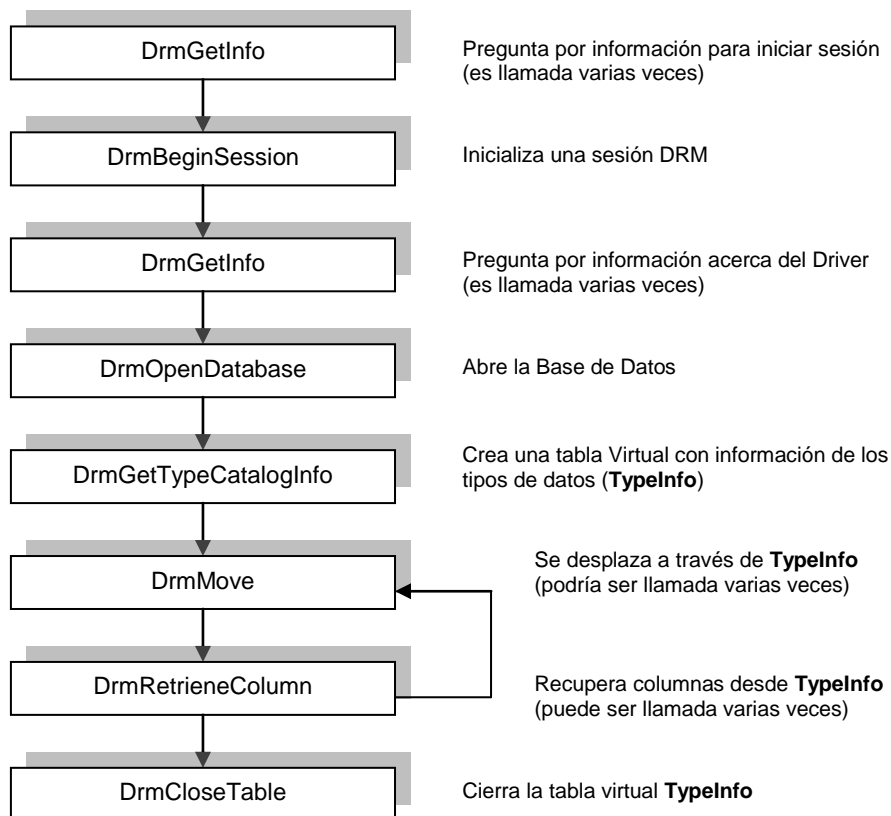 DrmGetInfo
Pregunta por información para iniciar sesión
(es llamada varias veces)
DrmBeginSession
Inicializa una sesión DRM
DrmGetInfo
Pregunta por información acerca del Driver
(es llamada varias veces)
DrmOpenDatabase
Abre la Base de Datos
DrmGetTypeCatalogInfo
Crea una tabla Virtual con información de los
tipos de datos (TypeInfo)
DrmMove
Se desplaza a través de TypeInfo
(podría ser llamada varias veces)
DrmRetrieneColumn
Recupera columnas desde TypeInfo
(puede ser llamada varias veces)
DrmCloseTable
Cierra la tabla virtual TypeInfo